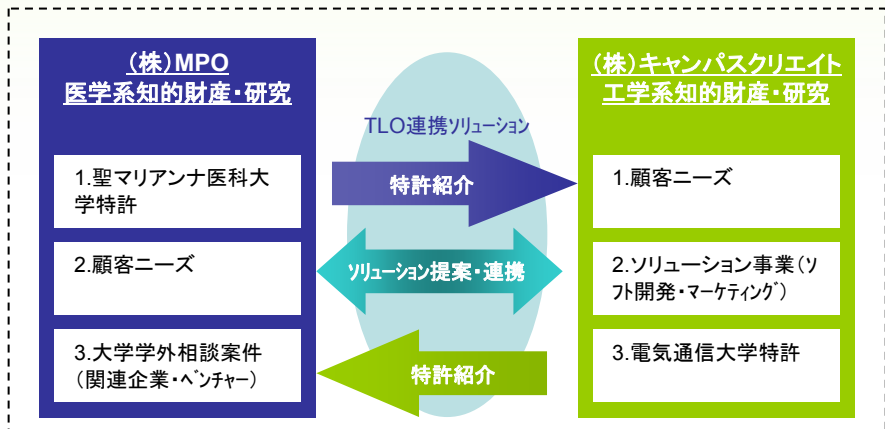 (株)MPO
医学系知的財産・研究
1.聖マリアンナ医科大
学特許
2.顧客ニーズ
3.大学学外相談案件
(関連企業・ベンチャー)
TLO連携ソリューション
特許紹介
ソリューション提案・連携
特許紹介
(株)キャンパスクリエイト
工学系知的財産・研究
1.顧客ニーズ
2.ソリューション事業(ソ
フト開発・マーケティング)
3.電気通信大学特許